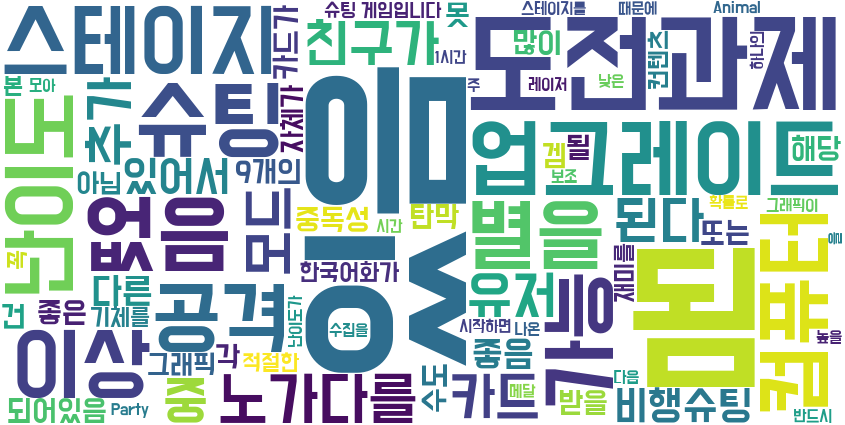 스테이지
카드가
슈팅 게임입니다
못
스테이지를
때문에
Animal
친구가
1시간
많이
컨텐츠
도전과제
하나의
본
모아
추가
슈팅
자체가
주
레이저
낮은
난이도
있음
업그레이드
겜
될
해당
보조
아님
있어서
9개의
모드
중독성
시간
탄막
별을
된다
또는
확률로
그래픽이
을
없음
한국어화가
유저
재미를
컴퓨터
꼭
다른
기제를
건
좋은
공격
난이도가
수집을
시작하면
나온
가능
몹
높을
이상
그래픽
각
적절한
좋음
다음
되어있음
Party
중
노가다를
수도
카드
메달
받을
비행슈팅
반드시